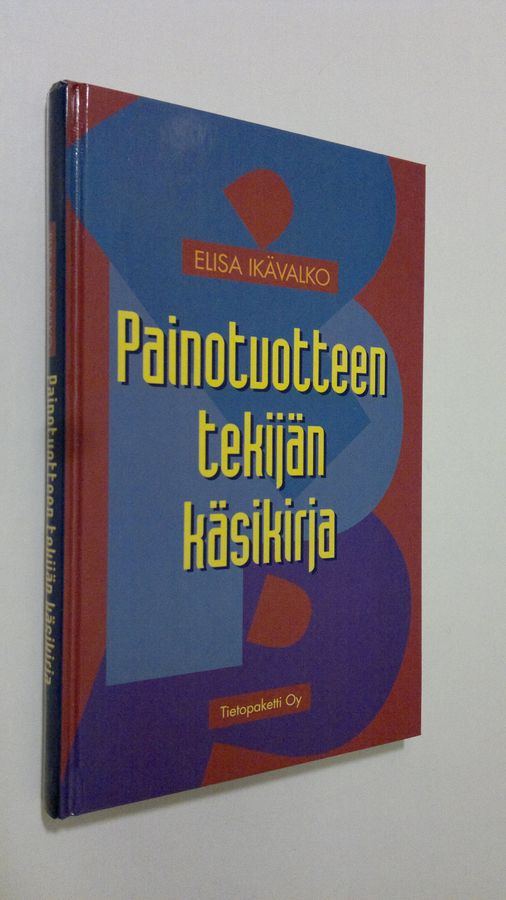 ELISA IKÄVALKO
Painotuotteen
tekijän
käsikirja
Tietopaketti Oy
Painotuotteen tekijän käsikirja